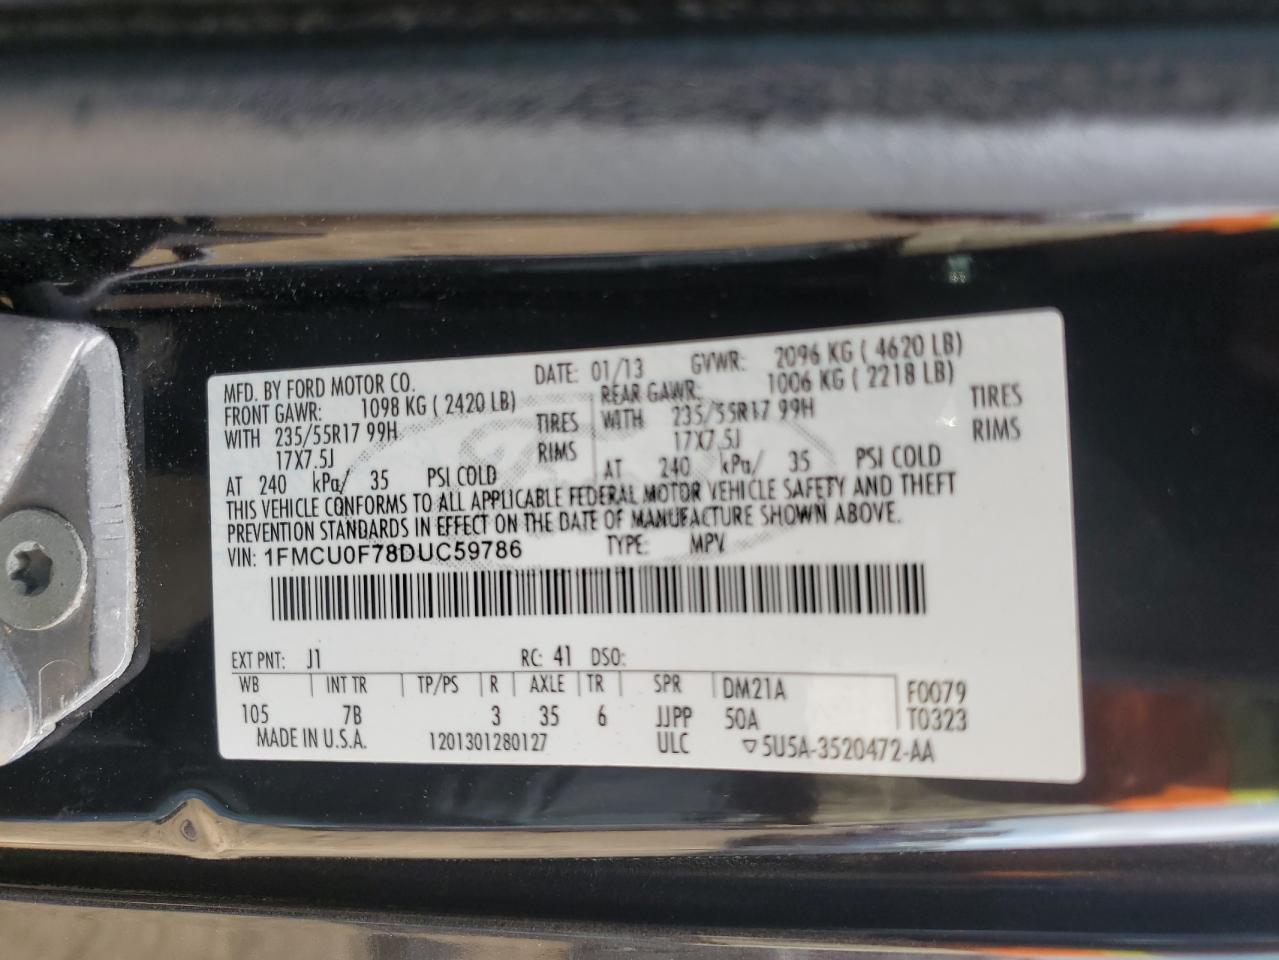 MFD. BY FORD MOTOR CO. DATE: 01/13 GVWR: 2096 KG ( 4620 LB)
FRONT GAWR: 1098 KG ( 2420 LB) REAR GAWR: 1006 KG ( 2218 LB)
WITH 235/55R17 99H TIRES WITH 235/55R17 99H TIRES
17X7.5J RIMS 17X7.5J RIMS
AT 240 kPa/ 35 PSI COLD AT 240 kPa/ 35 PSI COLD
THIS VEHICLE CONFORMS TO ALL APPLICABLE FEDERAL MOTOR VEHICLE SAFETY AND THEFT
PREVENTION STANDARDS IN EFFECT ON THE DATE OF MANUFACTURE SHOWN ABOVE.
VIN: 1FMCU0F78DUC59786 TYPE: MPV
EXT PNT: J1 RC: 41 DSO:
WB INT TR TP/PS R AXLE TR SPR DM21A F0079
105 7B 3 35 6 JJPP 50A T0323
MADE IN U.S.A. 1201301280127 ULC ▽5U5A-3520472-AA